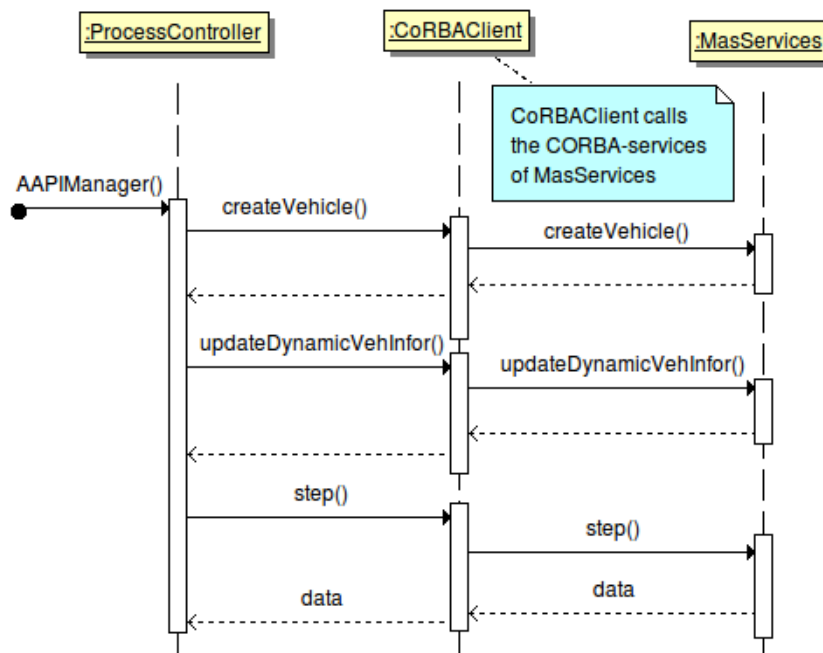 :ProcessController
:CoRBAClient
:MasServices
CoRBAClient calls
the CORBA-services
of MasServices
AAPIManager()
createVehicle()
createVehicle()
updateDynamicVehInfor()
updateDynamicVehInfor()
step()
step()
data
data